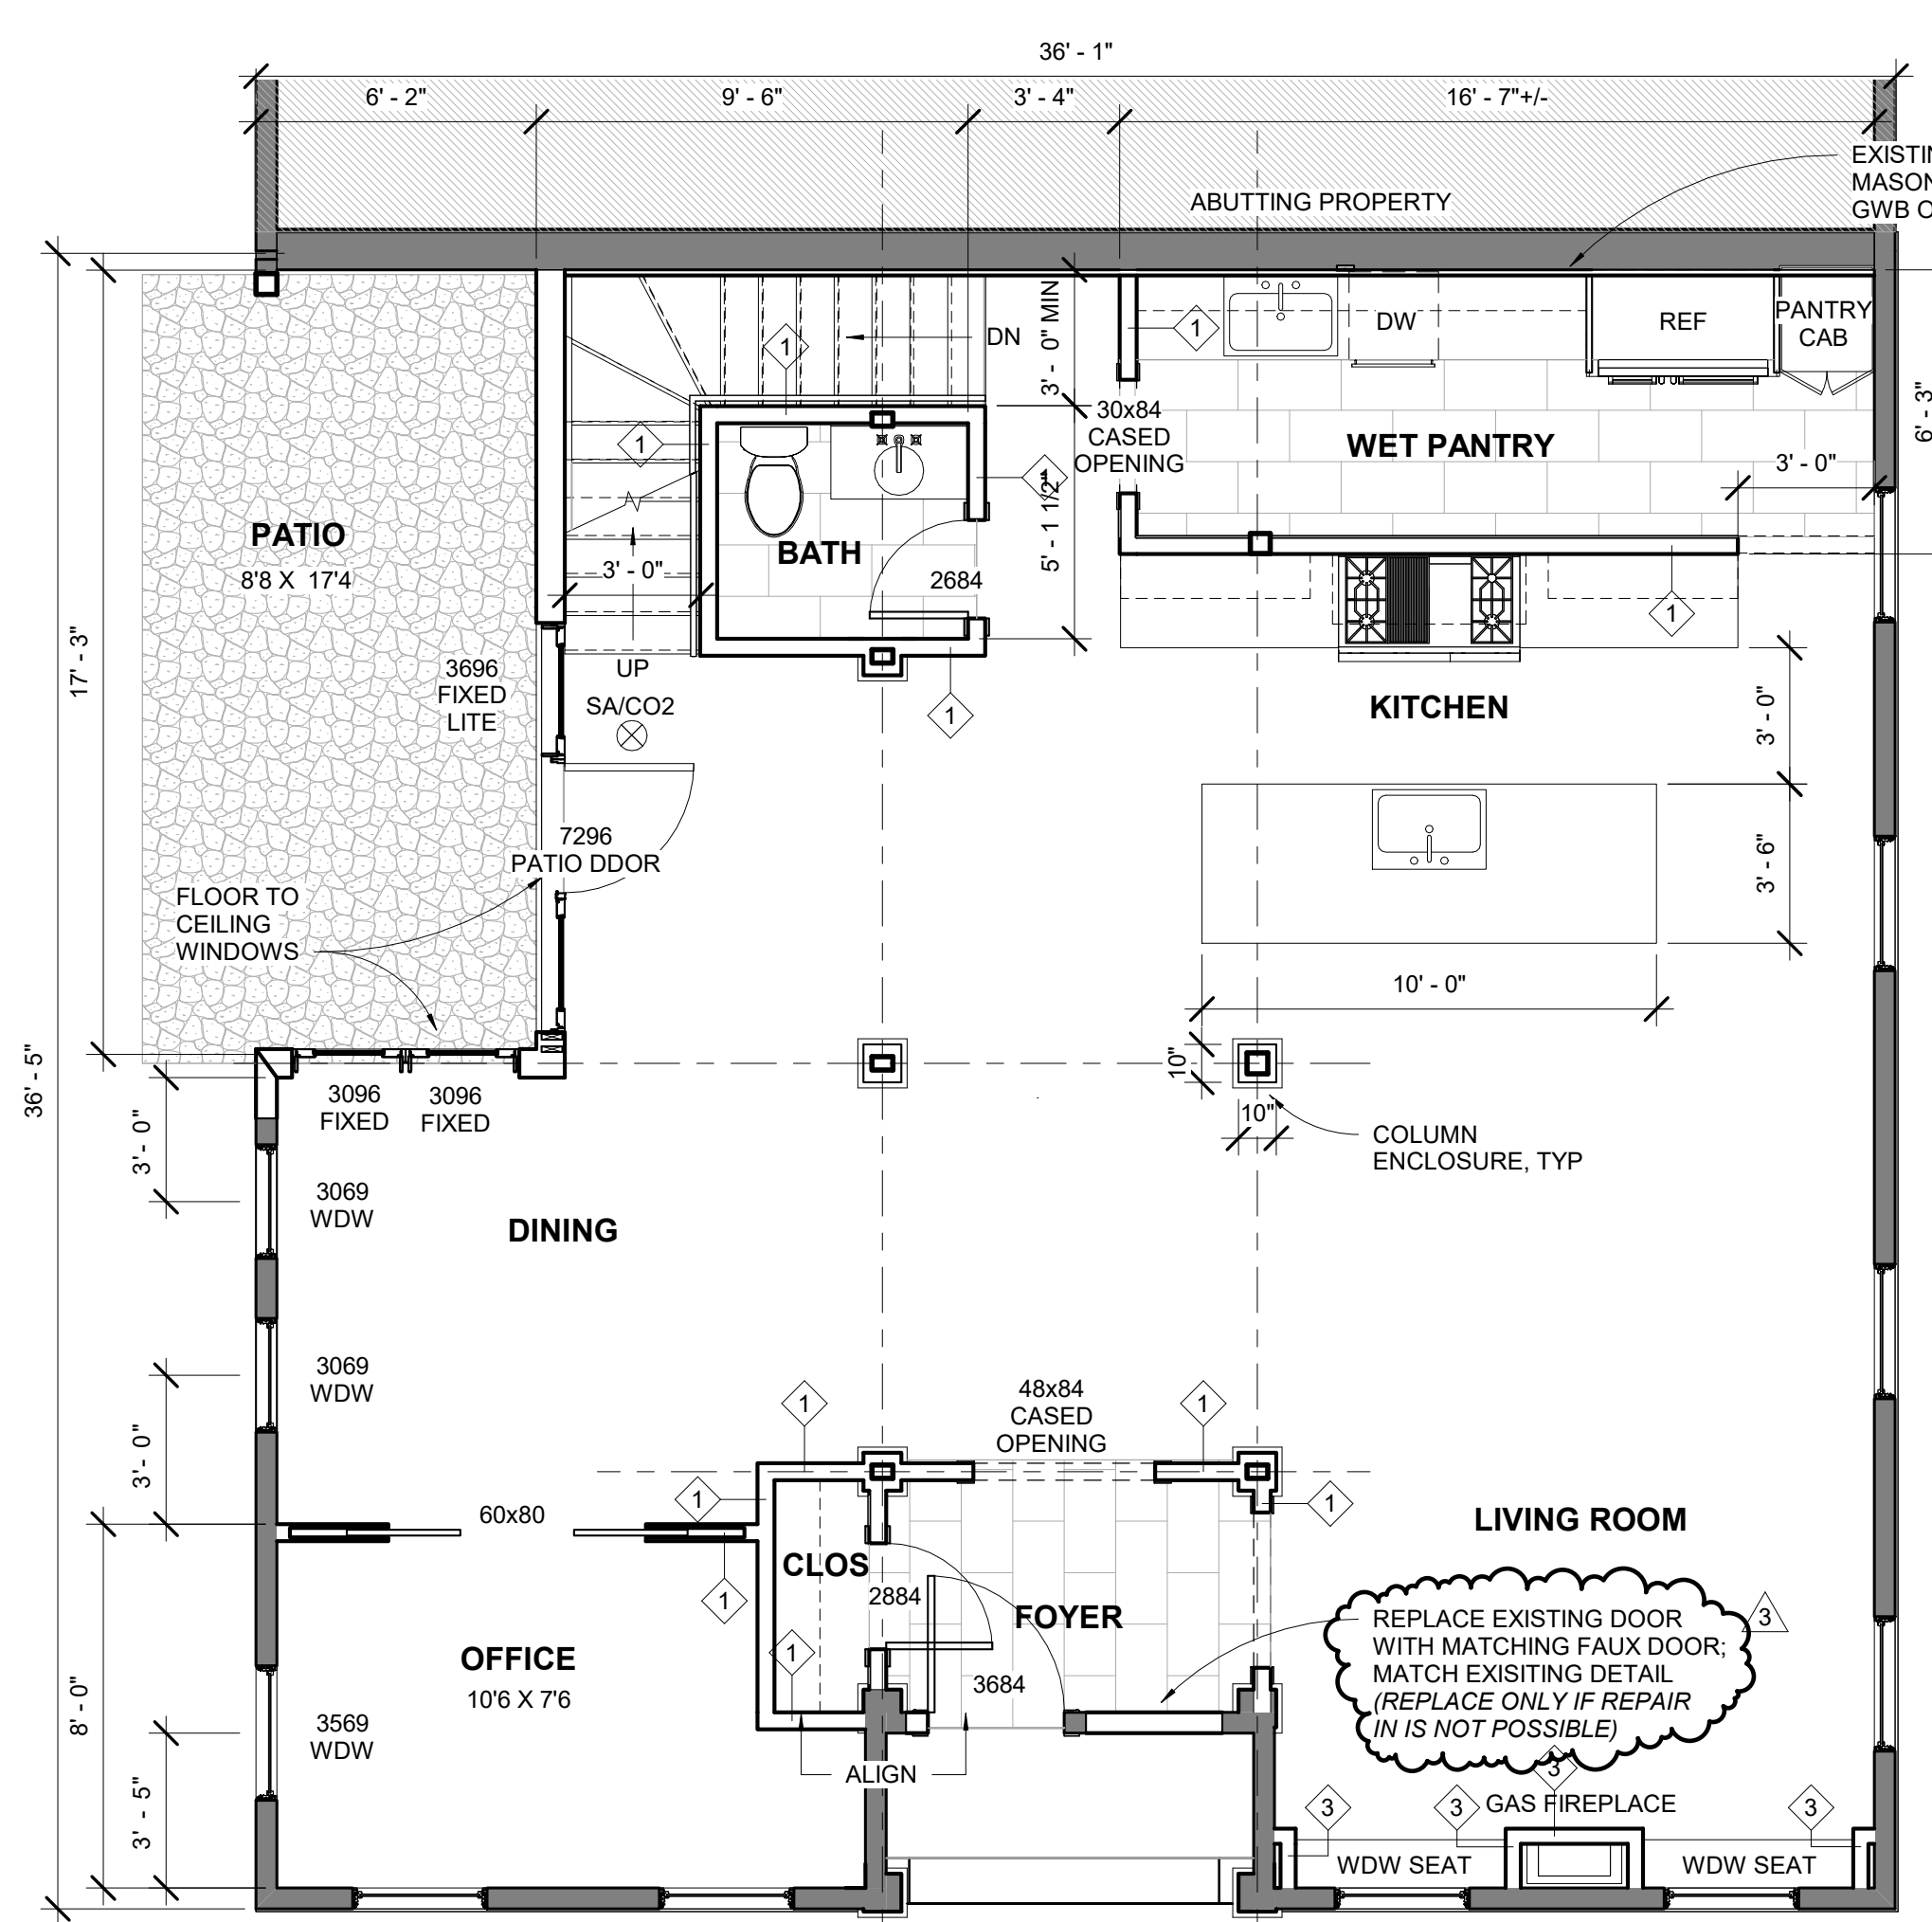 36' - 1"
6' - 2"
9' - 6"
3' - 4"
16' - 7"+/-
ABUTTING PROPERTY
DN
3' - 0" MIN
1
1
1
1
DW
REF
PANTRY
CAB
30x84
CASED
OPENING
WET PANTRY
3' - 0"
6' - 3"
5' - 1 1/2"
PATIO
8'8 X 17'4
3' - 0"
BATH
2684
1
17' - 3"
3696
FIXED
LITE
UP
SA/CO2
1
KITCHEN
3' - 0"
7296
PATIO DDOR
FLOOR TO
CEILING
WINDOWS
3' - 6"
10' - 0"
36' - 5"
10"
10"
3096
FIXED
3096
FIXED
COLUMN
ENCLOSURE, TYP
3' - 0"
3069
WDW
DINING
3069
WDW
3' - 0"
1
48x84
CASED
OPENING
1
1
1
60x80
LIVING ROOM
CLOS
1
2884
FOYER
REPLACE EXISTING DOOR
WITH MATCHING FAUX DOOR;
MATCH EXISITING DETAIL
(REPLACE ONLY IF REPAIR
IN IS NOT POSSIBLE)
3
1
OFFICE
10'6 X 7'6
3684
8' - 0"
3569
WDW
ALIGN
3' - 5"
3
3
3
GAS FIREPLACE
3
WDW SEAT
WDW SEAT